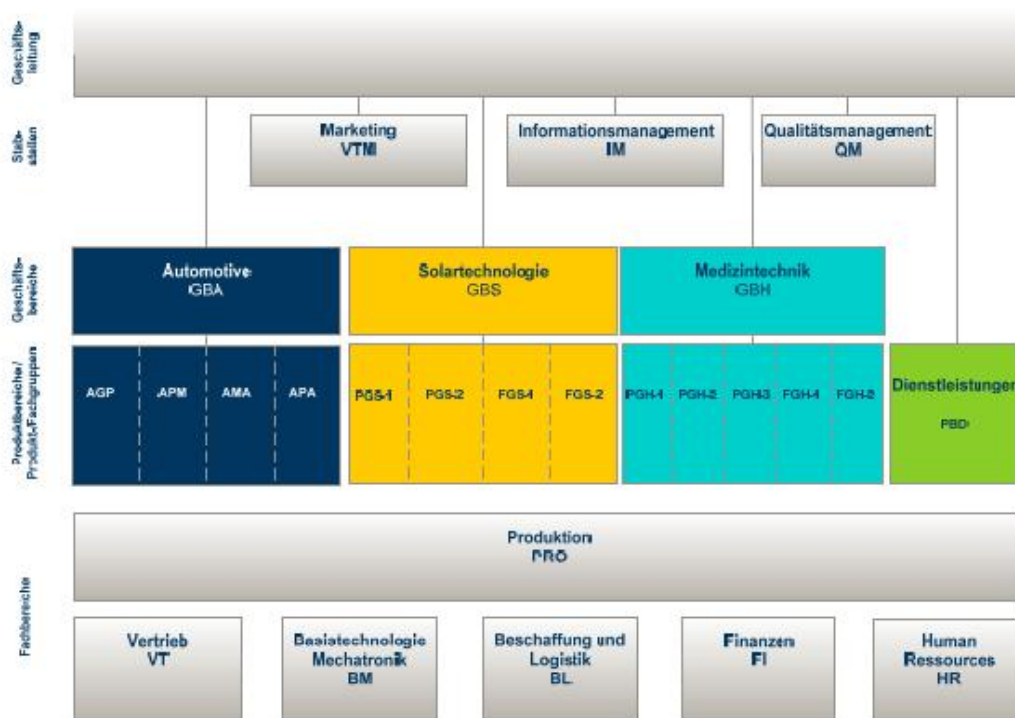 Geschäfts-
leitung
Stab-
stellen
Marketing
VTM
Informationsmanagement
IM
Qualitätsmanagement
QM
Geschäfts-
bereiche
Automotive
GBA
Solartechnologie
GBS
Medizintechnik
GBH
Produktbereiche/
Produkt-/Fachgruppen
AGP
APM
AMA
APA
PGS-1
PGS-2
FGS-1
FGS-2
PGH-1
PGH-2
PGH-3
FGH-1
FGH-2
Dienstleistungen
PBD
Fachbereiche
Produktion
PRO
Vertrieb
VT
Basistechnologie
Mechatronik
BM
Beschaffung und
Logistik
BL
Finanzen
FI
Human
Ressources
HR